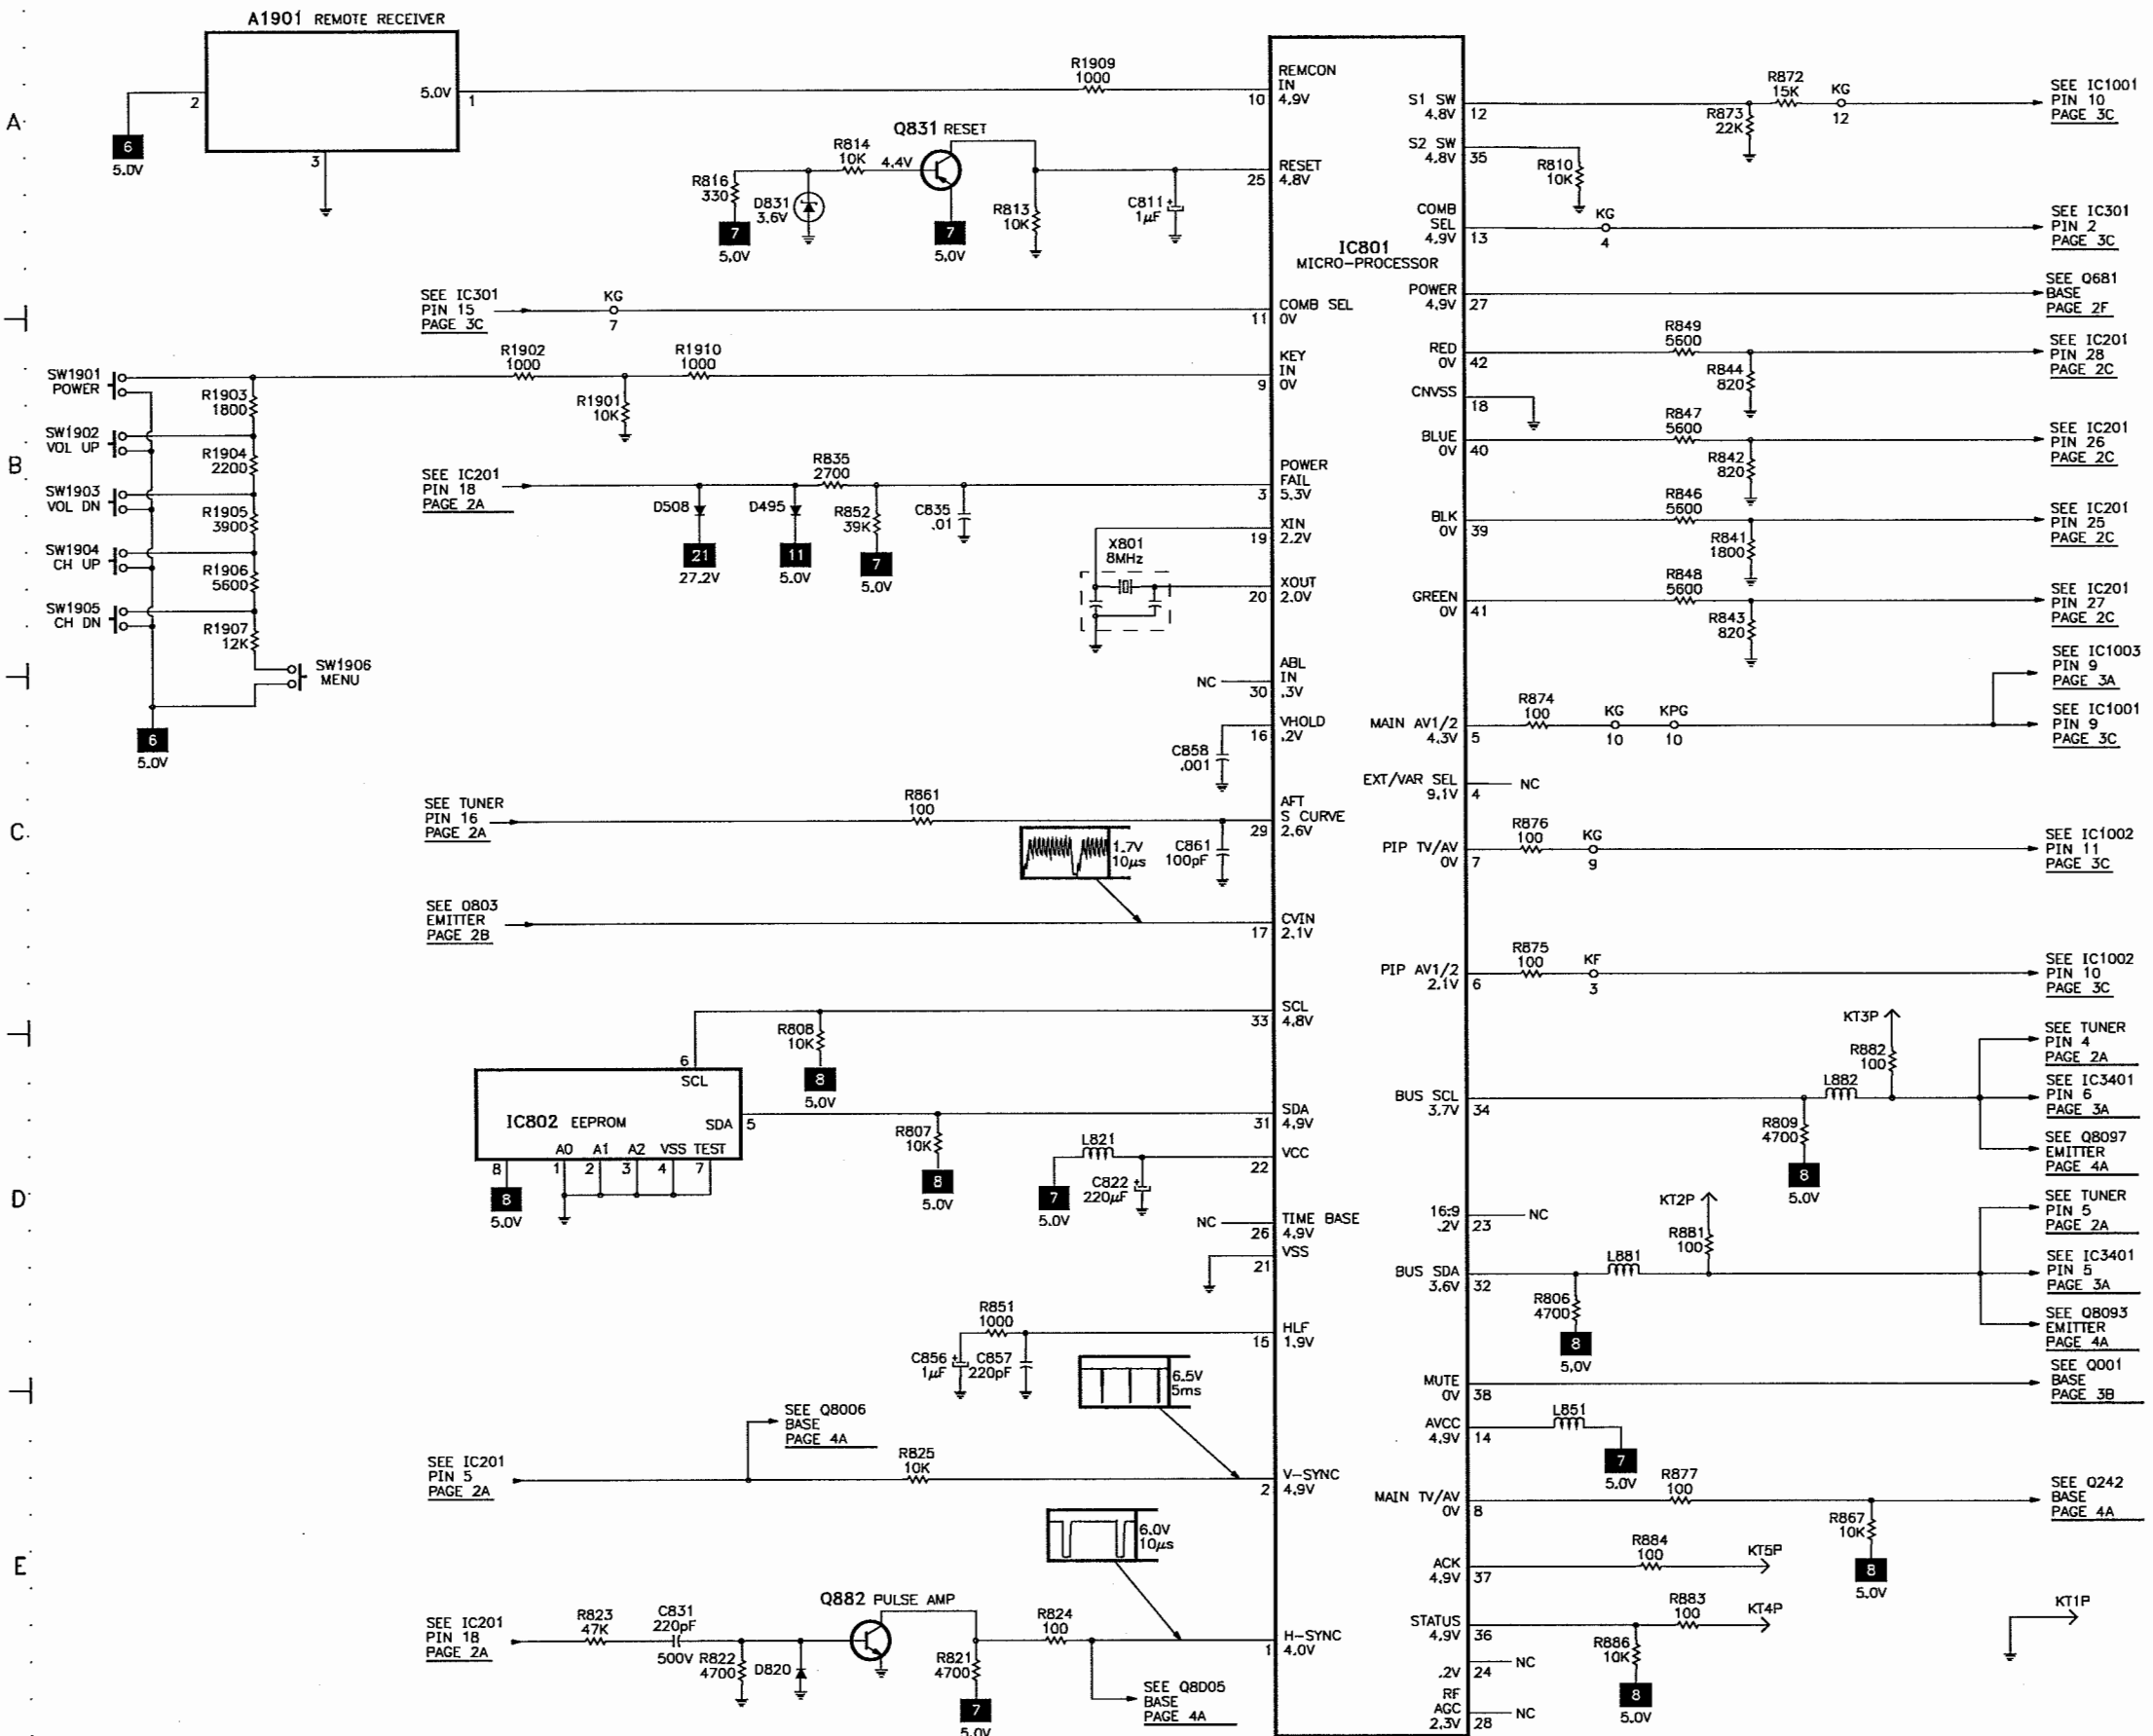 A1901 REMOTE RECEIVER
5.0V
2
1
3
6
5.0V
R1909
1000
REMCON
IN
10 4.9V
Q831 RESET
R814
10K
4.4V
R816
330
D831
3.6V
7
5.0V
7
5.0V
R813
10K
C811
1µF
+
RESET
25 4.8V
IC801
MICRO-PROCESSOR
S1 SW
4.8V 12
R872
15K
KG
12
R873
22K
SEE IC1001
PIN 10
PAGE 3C
S2 SW
4.8V 35
R810
10K
COMB
SEL
4.9V 13
KG
4
SEE IC301
PIN 2
PAGE 3C
POWER
4.9V 27
SEE Q681
BASE
PAGE 2F
A
SEE IC301
PIN 15
PAGE 3C
KG
7
COMB SEL
11 0V
SW1901
POWER
R1903
1800
R1902
1000
R1910
1000
R1901
10K
KEY
IN
9 0V
SW1902
VOL UP
R1904
2200
SW1903
VOL DN
R1905
3900
SW1904
CH UP
R1906
5600
SW1905
CH DN
R1907
12K
SW1906
MENU
6
5.0V
B
SEE IC201
PIN 18
PAGE 2A
R835
2700
D508
21
27.2V
D495
11
5.0V
R852
39K
7
5.0V
C835
.01
POWER
FAIL
3 5.3V
XIN
19 2.2V
X801
8MHz
XOUT
20 2.0V
RED
0V 42
R849
5600
R844
820
SEE IC201
PIN 28
PAGE 2C
CNVSS
18
BLUE
0V 40
R847
5600
R842
820
SEE IC201
PIN 26
PAGE 2C
BLK
0V 39
R846
5600
R841
1800
SEE IC201
PIN 25
PAGE 2C
GREEN
0V 41
R848
5600
R843
820
SEE IC201
PIN 27
PAGE 2C
NC
ABL
IN
30 .3V
VHOLD
16 .2V
C858
.001
MAIN AV1/2
4.3V 5
R874
100
KG
10
KPG
10
SEE IC1003
PIN 9
PAGE 3A
SEE IC1001
PIN 9
PAGE 3C
EXT/VAR SEL
9.1V 4
NC
C
SEE TUNER
PIN 16
PAGE 2A
R861
100
C861
100pF
AFT
S CURVE
29 2.6V
1.7V
10µs
PIP TV/AV
0V 7
R876
100
KG
9
SEE IC1002
PIN 11
PAGE 3C
SEE Q803
EMITTER
PAGE 2B
CVIN
17 2.1V
PIP AV1/2
2.1V 6
R875
100
KF
3
SEE IC1002
PIN 10
PAGE 3C
SCL
33 4.8V
R808
10K
8
5.0V
6
SCL
IC802 EEPROM
SDA
5
A0 A1 A2 VSS TEST
8 1 2 3 4 7
8
5.0V
R807
10K
8
5.0V
SDA
31 4.9V
L821
VCC
22
7
5.0V
C822
220µF
+
NC
TIME BASE
26 4.9V
VSS
21
D
BUS SCL
3.7V 34
R809
4700
8
5.0V
L882
KT3P
R882
100
SEE TUNER
PIN 4
PAGE 2A
SEE IC3401
PIN 6
PAGE 3A
SEE Q8097
EMITTER
PAGE 4A
16:9
.2V 23
NC
BUS SDA
3.6V 32
R806
4700
8
5.0V
L881
KT2P
R881
100
SEE TUNER
PIN 5
PAGE 2A
SEE IC3401
PIN 5
PAGE 3A
SEE Q8093
EMITTER
PAGE 4A
R851
1000
C856
1µF
+
C857
220pF
HLF
15 1.9V
6.5V
5ms
MUTE
0V 38
SEE Q001
BASE
PAGE 3B
AVCC
4.9V 14
L851
7
5.0V
SEE Q8006
BASE
PAGE 4A
SEE IC201
PIN 5
PAGE 2A
R825
10K
V-SYNC
2 4.9V
MAIN TV/AV
0V 8
R877
100
R867
10K
8
5.0V
SEE Q242
BASE
PAGE 4A
6.0V
10µs
E
ACK
4.9V 37
R884
100
KT5P
STATUS
4.9V 36
R883
100
KT4P
R886
10K
8
5.0V
KT1P
SEE IC201
PIN 18
PAGE 2A
R823
47K
C831
220pF
500V
R822
4700
D820
Q882 PULSE AMP
R821
4700
7
5.0V
R824
100
H-SYNC
1 4.0V
SEE Q8D05
BASE
PAGE 4A
.2V 24
NC
RF
AGC
2.3V 28
NC